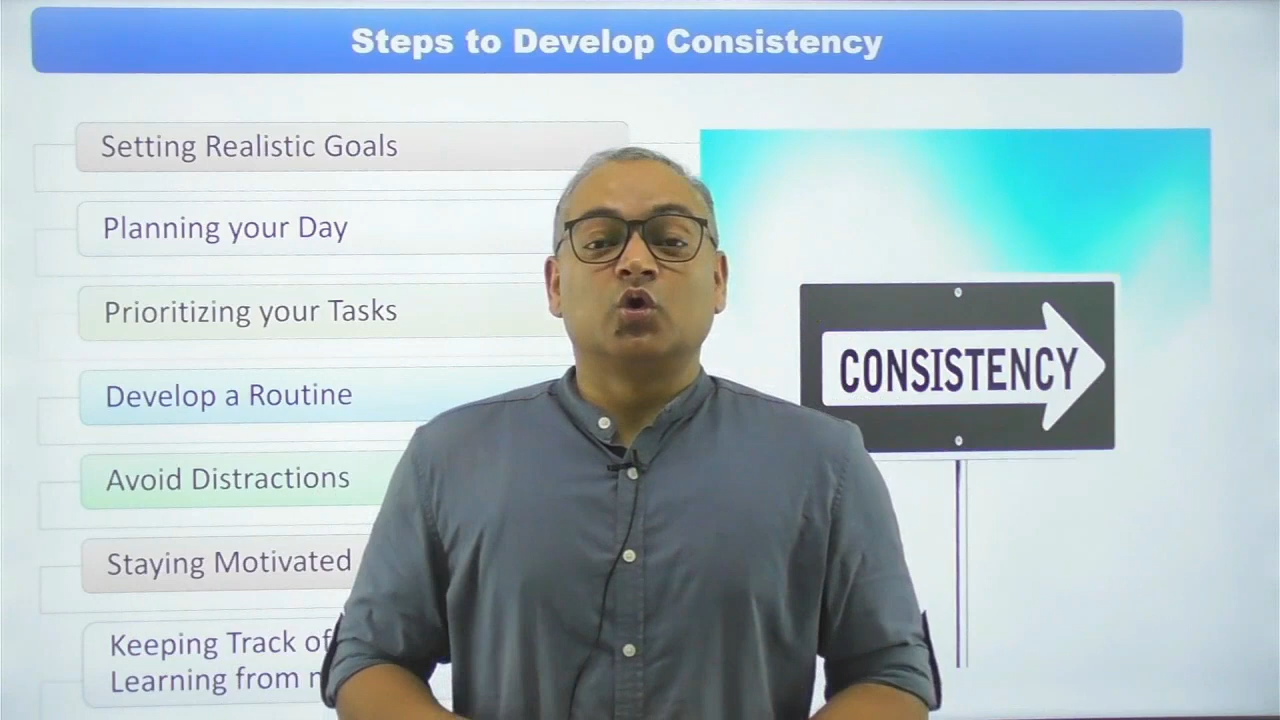 Steps to Develop Consistency
Setting Realistic Goals
Planning your Day
Prioritizing your Tasks
Develop a Routine
Avoid Distractions
Staying Motivated
Keeping Track of
Learning from
CONSISTENCY